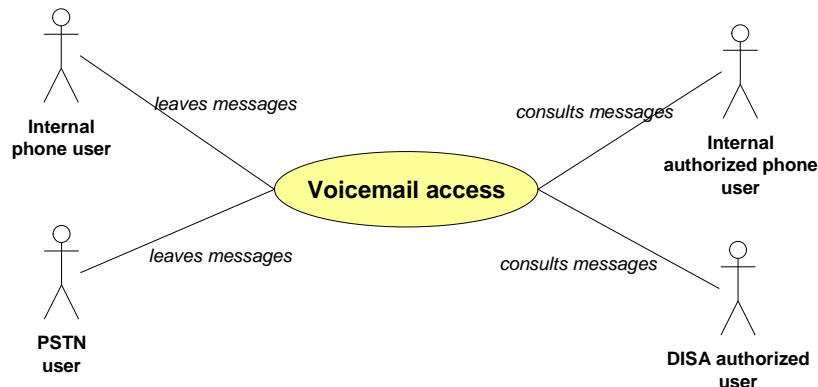 leaves messages
Internal
phone user
consults messages
Internal
authorized phone
user
Voicemail access
leaves messages
PSTN
user
consults messages
DISA authorized
user